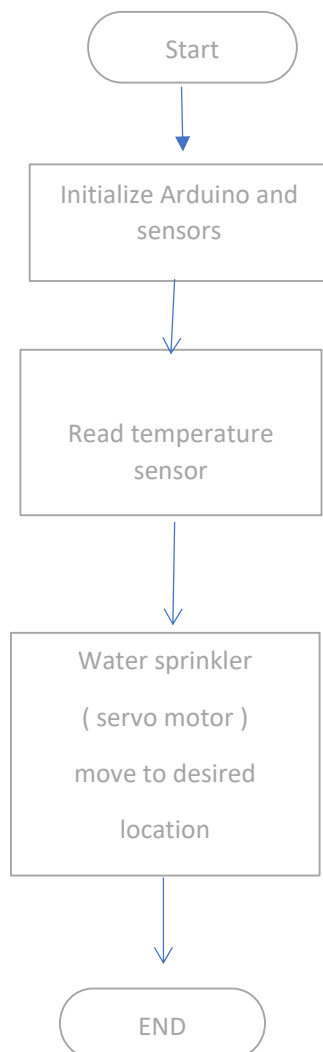 Start
Initialize Arduino and
sensors
Read temperature
sensor
Water sprinkler
( servo motor )
move to desired
location
END